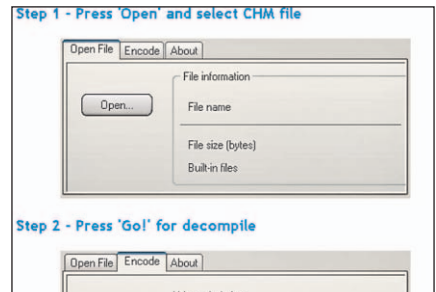 Step 1 - Press 'Open' and select CHM file
Open File Encode About
File information
Open... File name
File size (bytes)
Built-in files
Step 2 - Press 'Go!' for decompile
Open File Encode About